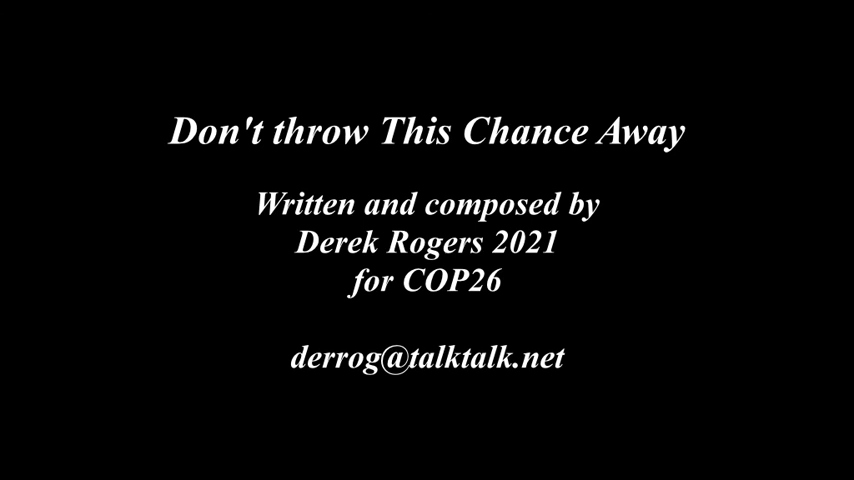 Don't throw This Chance Away
Written and composed by
Derek Rogers 2021
for COP26
derrog@talktalk.net